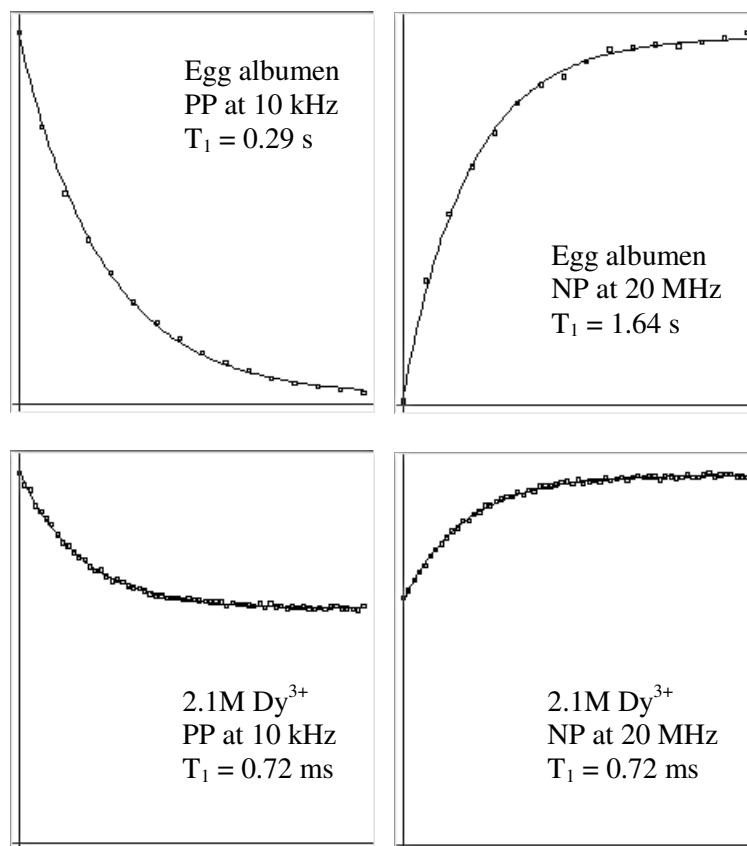 Egg albumen
PP at 10 kHz
T₁ = 0.29 s
Egg albumen
NP at 20 MHz
T₁ = 1.64 s
2.1M Dy³⁺
PP at 10 kHz
T₁ = 0.72 ms
2.1M Dy³⁺
NP at 20 MHz
T₁ = 0.72 ms